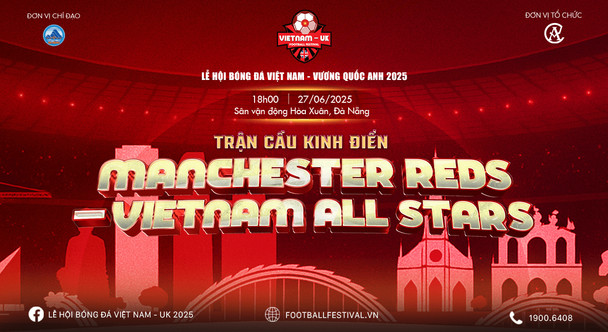 ĐƠN VỊ CHỈ ĐẠO
ĐƠN VỊ TỔ CHỨC
VIETNAM - UK
FOOTBALL FESTIVAL
LỄ HỘI BÓNG ĐÁ VIỆT NAM - VƯƠNG QUỐC ANH 2025
18h00 | 27/06/2025
Sân vận động Hòa Xuân, Đà Nẵng
TRẬN CẦU KINH ĐIỂN
MANCHESTER REDS
- VIETNAM ALL STARS
LỄ HỘI BÓNG ĐÁ VIỆT NAM - UK 2025
FOOTBALLFESTIVAL.VN
1900.6408